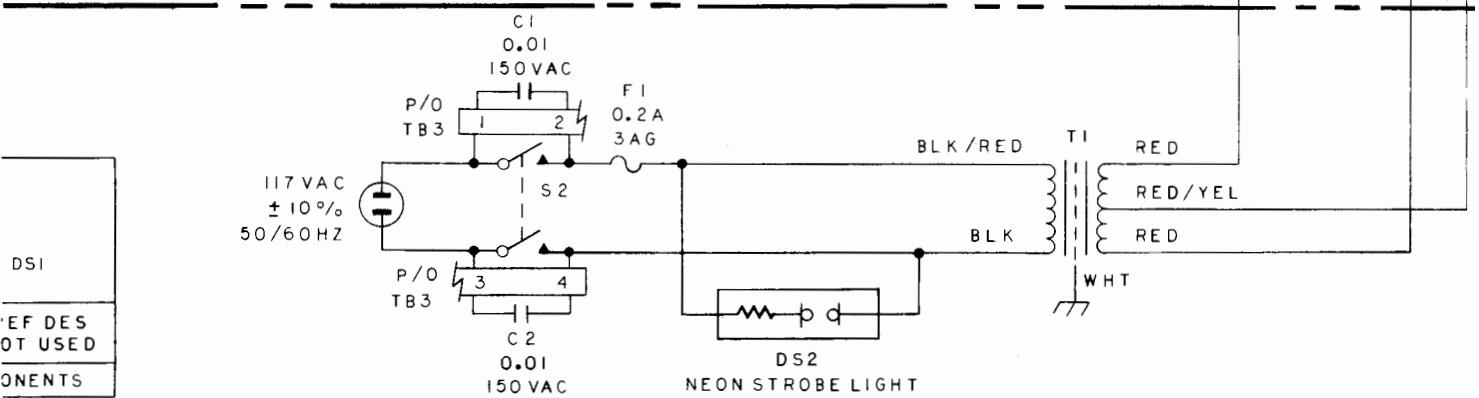 C1
0.01
150VAC
P/O
TB3
1 2
F1
0.2A
3AG
S2
117 VAC
± 10%
50/60HZ
P/O
TB3
3 4
C2
0.01
150VAC
BLK/RED
BLK
T1
RED
RED/YEL
RED
WHT
DS2
NEON STROBE LIGHT
DS1
EF DES
OT USED
ONENTS